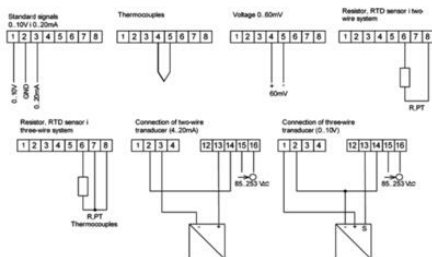 Standard signals
0..10V i 0..20mA
1 2 3 4 5 6 7 8
0..10V
GND
0..20mA
Thermocouples
1 2 3 4 5 6 7 8
Voltage 0..60mV
1 2 3 4 5 6 7 8
+ -
60mV
Resistor, RTD sensor i two-
wire system
1 2 3 4 5 6 7 8
R,PT
Resistor, RTD sensor i
three-wire system
1 2 3 4 5 6 7 8
R,PT
Thermocouples
Connection of two-wire
transducer (4..20mA)
1 2 3 4
12 13 14 15 16
85..253 Vac
- +
Connection of three-wire
transducer (0..10V)
1 2 3 4
12 13 14 15 16
85..253 Vac
- + S